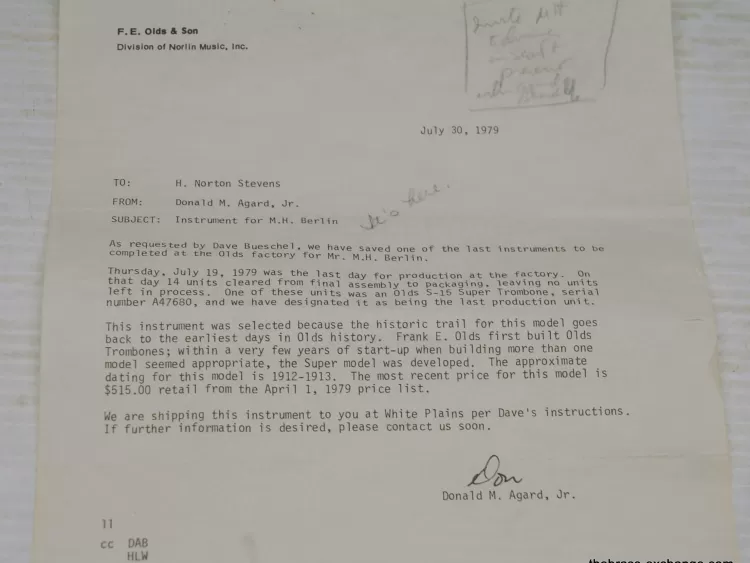 F. E. Olds & Son
Division of Norlin Music, Inc.
July 30, 1979
TO: H. Norton Stevens
FROM: Donald M. Agard, Jr.
It's here.
SUBJECT: Instrument for M.H. Berlin
As requested by Dave Bueschel, we have saved one of the last instruments to be
completed at the Olds factory for Mr. M.H. Berlin.
Thursday, July 19, 1979 was the last day for production at the factory. On
that day 14 units cleared from final assembly to packaging, leaving no units
left in process. One of these units was an Olds S-15 Super Trombone, serial
number A47680, and we have designated it as being the last production unit.
This instrument was selected because the historic trail for this model goes
back to the earliest days in Olds history. Frank E. Olds first built Olds
Trombones; within a very few years of start-up when building more than one
model seemed appropriate, the Super model was developed. The approximate
dating for this model is 1912-1913. The most recent price for this model is
$515.00 retail from the April 1, 1979 price list.
We are shipping this instrument to you at White Plains per Dave's instructions.
If further information is desired, please contact us soon.
Don
Donald M. Agard, Jr.
11
cc DAB
HLW